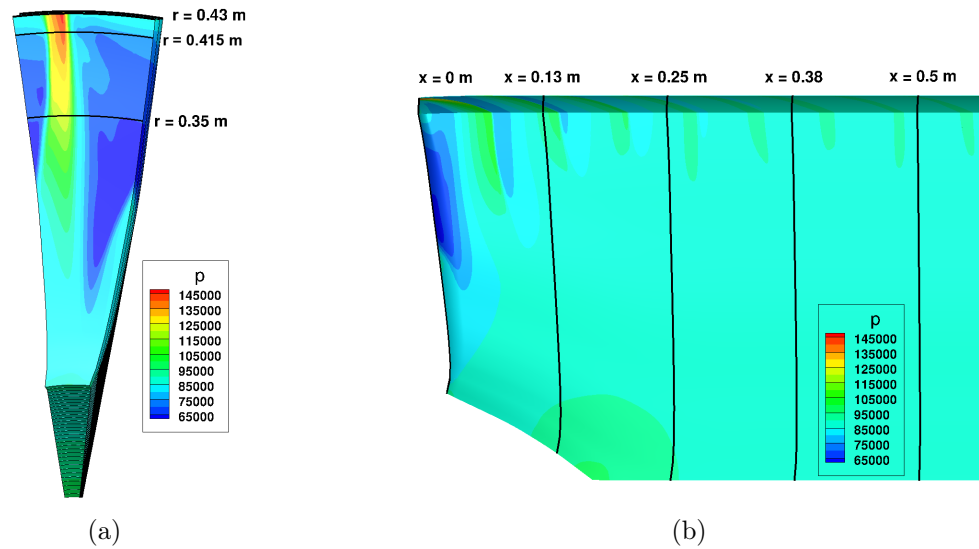 r = 0.43 m
r = 0.415 m
r = 0.35 m
p
145000
135000
125000
115000
105000
95000
85000
75000
65000
(a)
x = 0 m x = 0.13 m x = 0.25 m x = 0.38 x = 0.5 m
p
145000
135000
125000
115000
105000
95000
85000
75000
65000
(b)